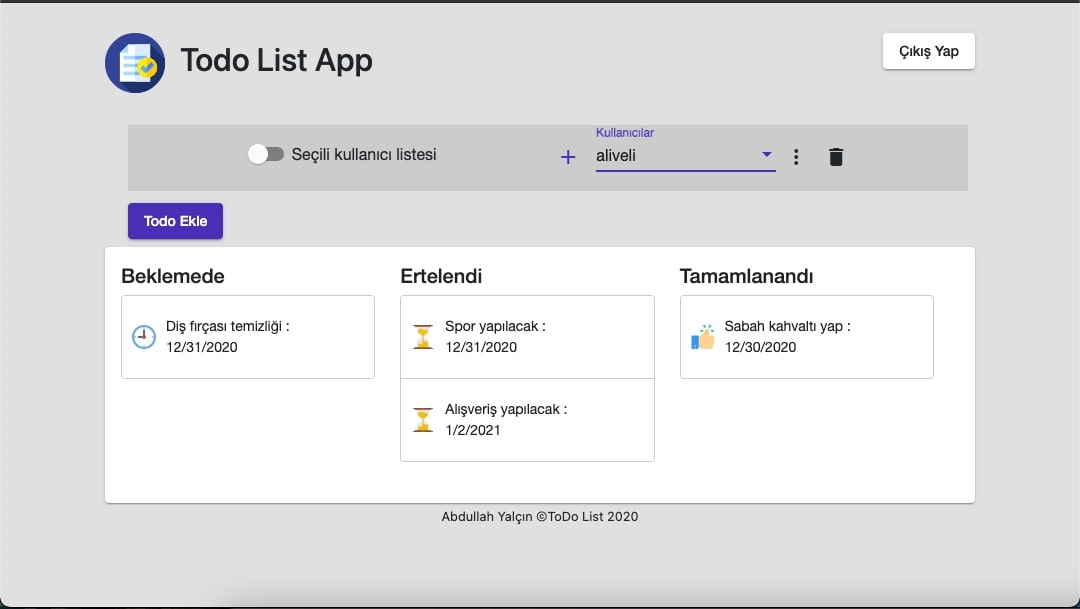 Todo List App
Çıkış Yap
Seçili kullanıcı listesi
Kullanıcılar
aliveli
Todo Ekle
Beklemede
Diş fırçası temizliği :
12/31/2020
Ertelendi
Spor yapılacak :
12/31/2020
Alışveriş yapılacak :
1/2/2021
Tamamlanandı
Sabah kahvaltı yap :
12/30/2020
Abdullah Yalçın ©ToDo List 2020